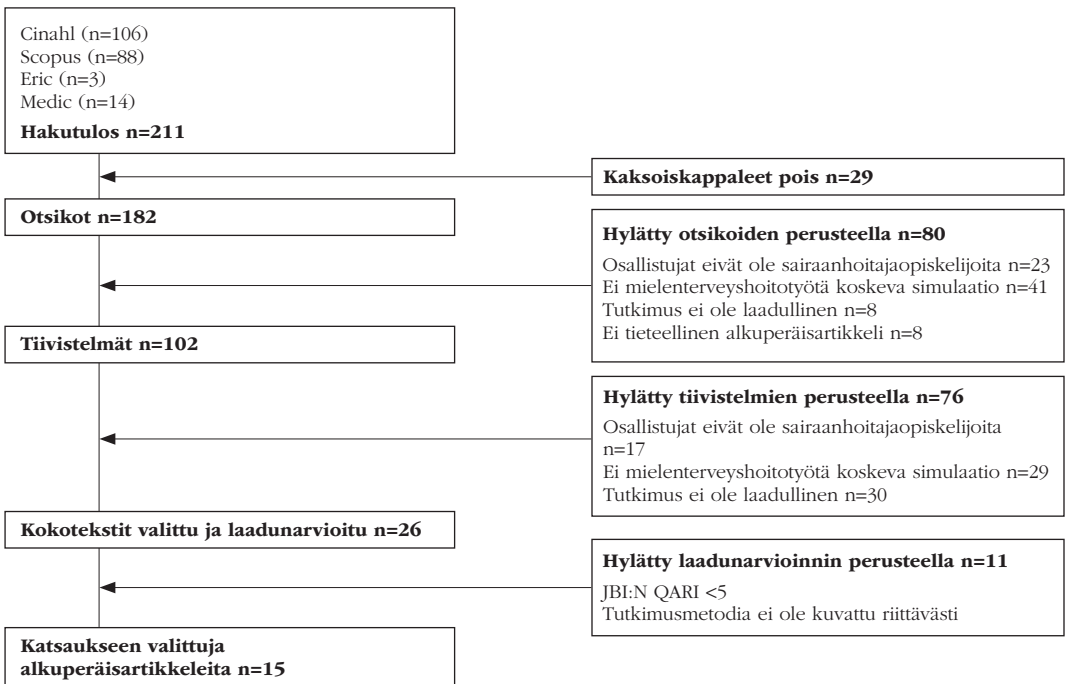 Cinahl (n=106)
Scopus (n=88)
Eric (n=3)
Medic (n=14)
Hakutulos n=211
Kaksoiskappaleet pois n=29
Otsikot n=182
Hylätty otsikoiden perusteella n=80
Osallistujat eivät ole sairaanhoitajaopiskelijoita n=23
Ei mielenterveyshoitotyötä koskeva simulaatio n=41
Tutkimus ei ole laadullinen n=8
Ei tieteellinen alkuperäisartikkeli n=8
Tiivistelmät n=102
Hylätty tiivistelmien perusteella n=76
Osallistujat eivät ole sairaanhoitajaopiskelijoita
n=17
Ei mielenterveyshoitotyötä koskeva simulaatio n=29
Tutkimus ei ole laadullinen n=30
Kokotekstit valittu ja laadunarvioitu n=26
Hylätty laadunarvioinnin perusteella n=11
JBI:N QARI <5
Tutkimusmetodia ei ole kuvattu riittävästi
Katsaukseen valittuja
alkuperäisartikkeleita n=15